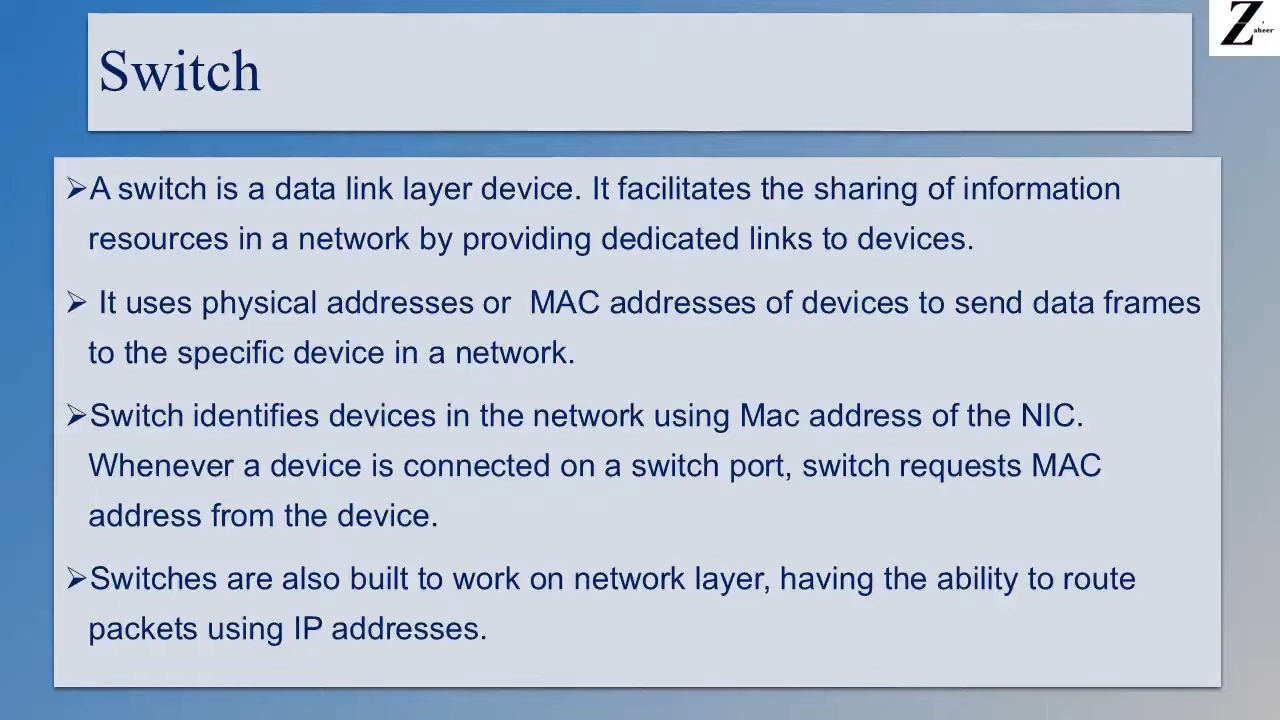 Zaheer
Switch
➢A switch is a data link layer device. It facilitates the sharing of information
resources in a network by providing dedicated links to devices.
➢ It uses physical addresses or  MAC addresses of devices to send data frames
to the specific device in a network.
➢Switch identifies devices in the network using Mac address of the NIC.
Whenever a device is connected on a switch port, switch requests MAC
address from the device.
➢Switches are also built to work on network layer, having the ability to route
packets using IP addresses.